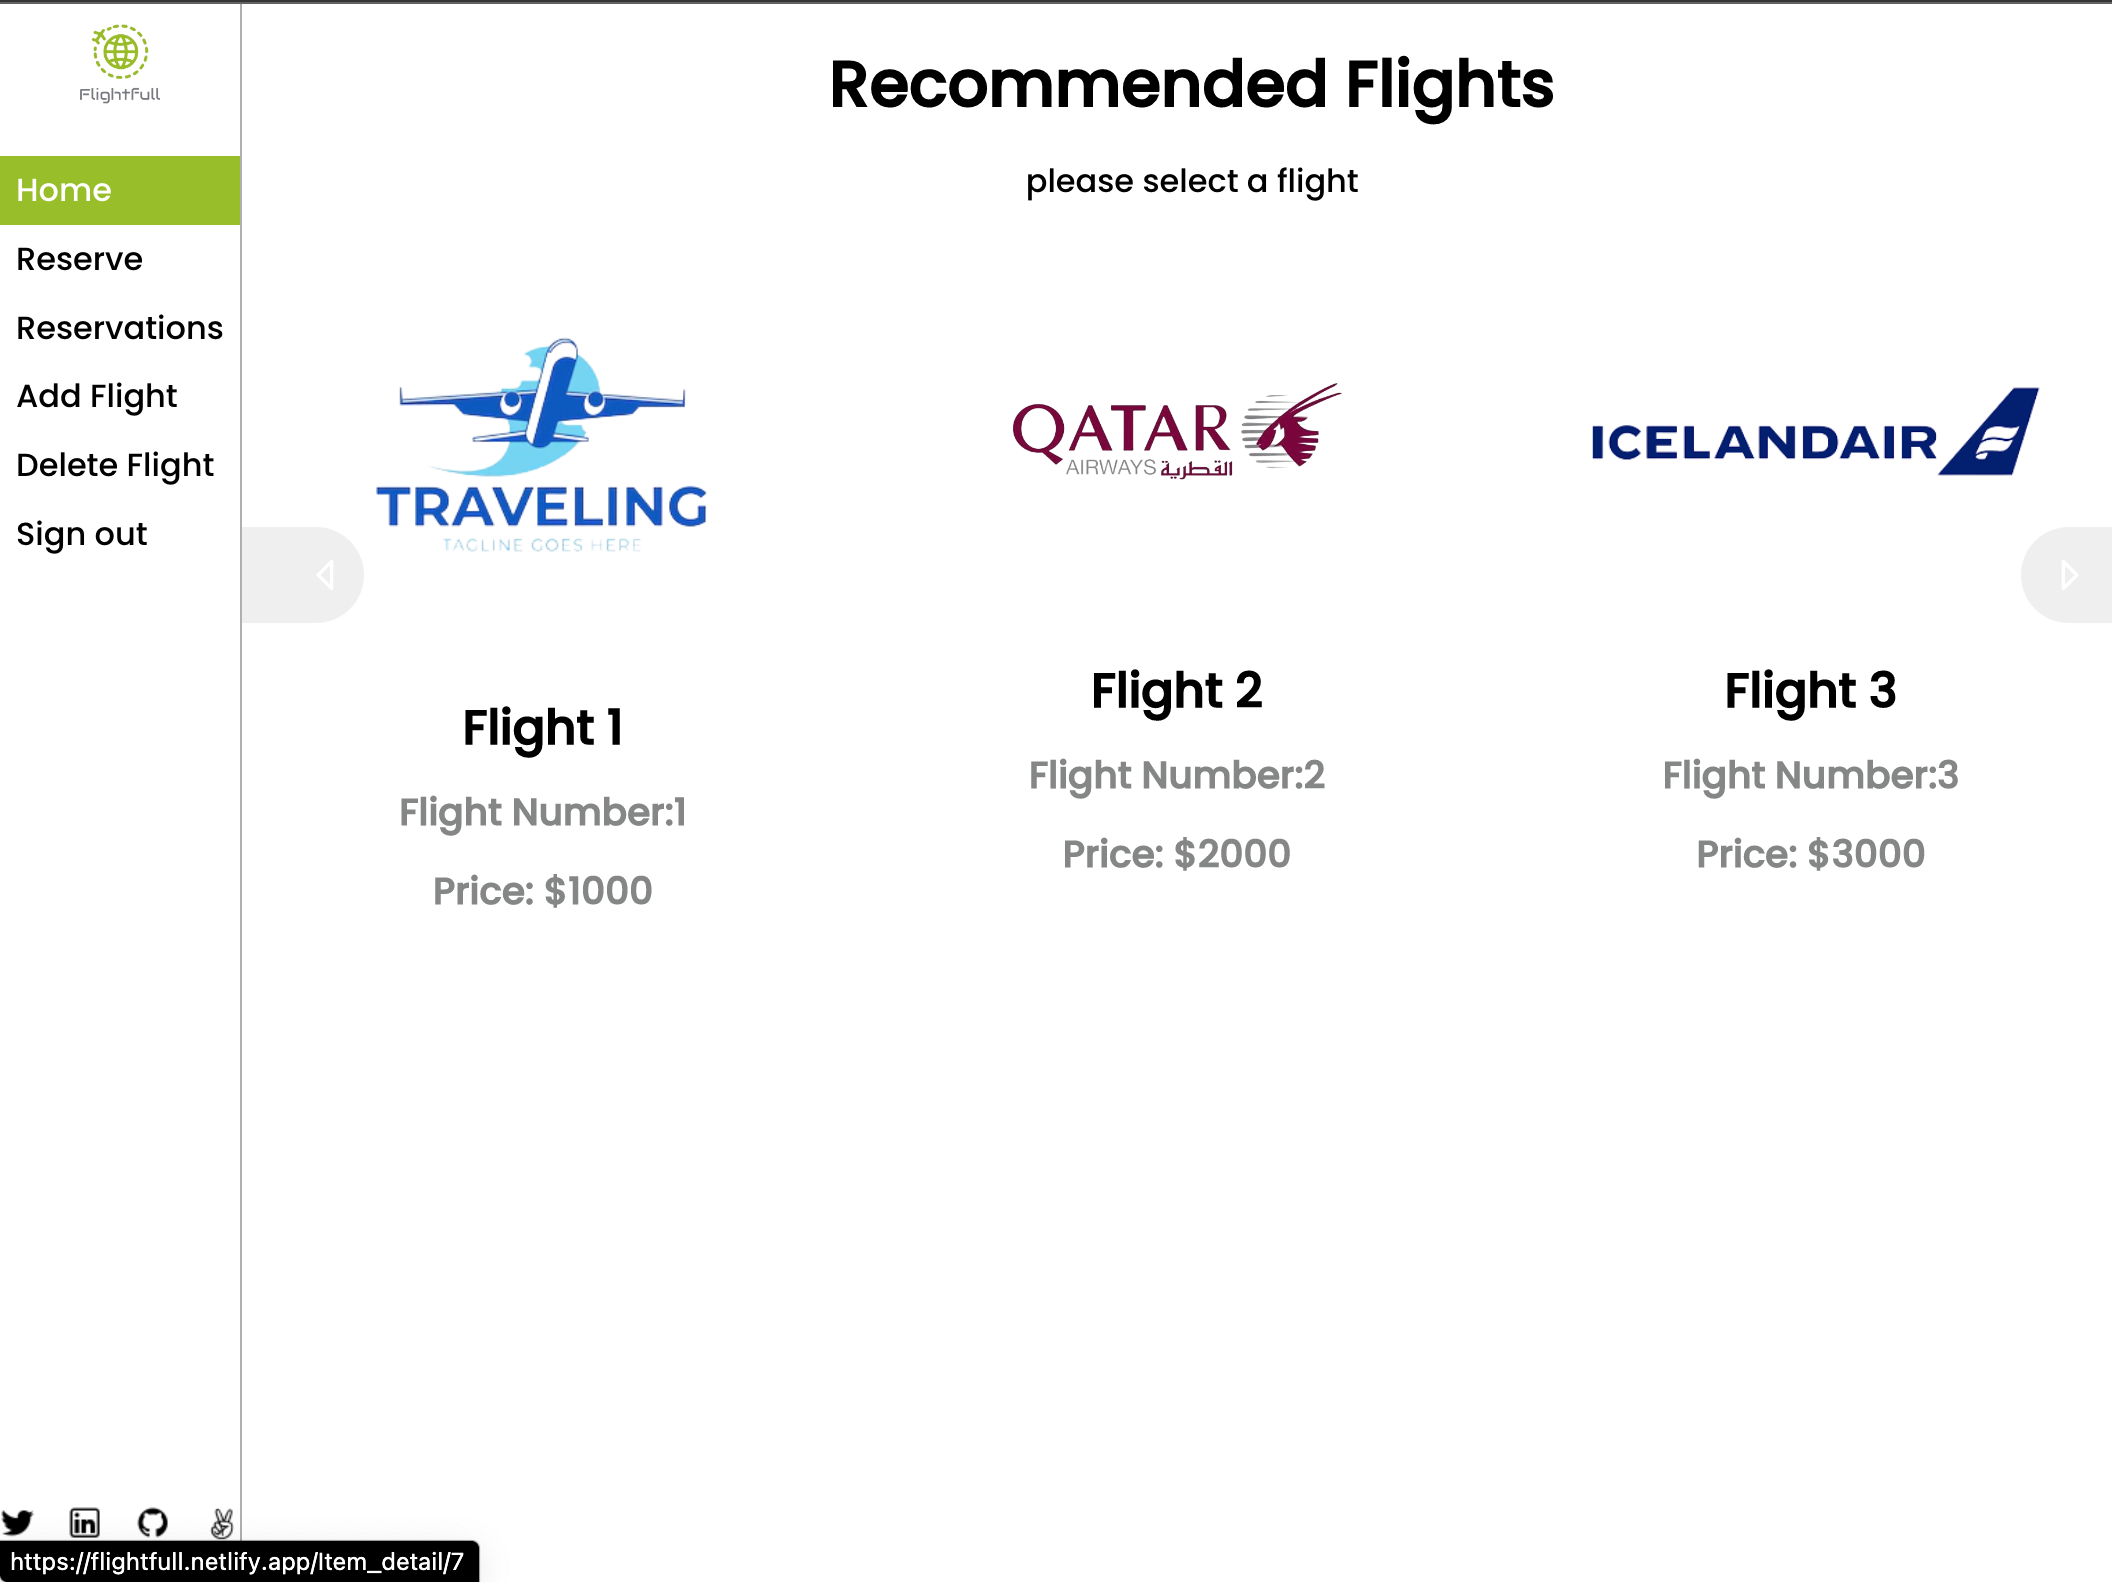 Flightfull
Home
Reserve
Reservations
Add Flight
Delete Flight
Sign out
Recommended Flights
please select a flight
TRAVELING
TAGLINE GOES HERE
Flight 1
Flight Number:1
Price: $1000
QATAR
AIRWAYS القطرية
Flight 2
Flight Number:2
Price: $2000
ICELANDAIR
Flight 3
Flight Number:3
Price: $3000
in
https://flightfull.netlify.app/Item_detail/7